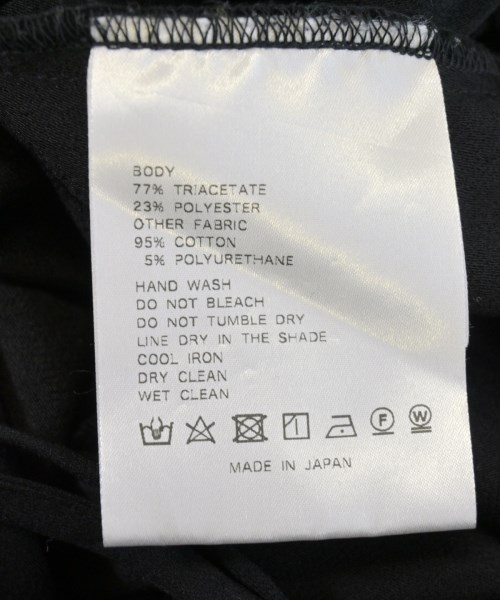 BODY
77% TRIACETATE
23% POLYESTER
OTHER FABRIC
95% COTTON
5% POLYURETHANE
HAND WASH
DO NOT BLEACH
DO NOT TUMBLE DRY
LINE DRY IN THE SHADE
COOL IRON
DRY CLEAN
WET CLEAN
F W
MADE IN JAPAN